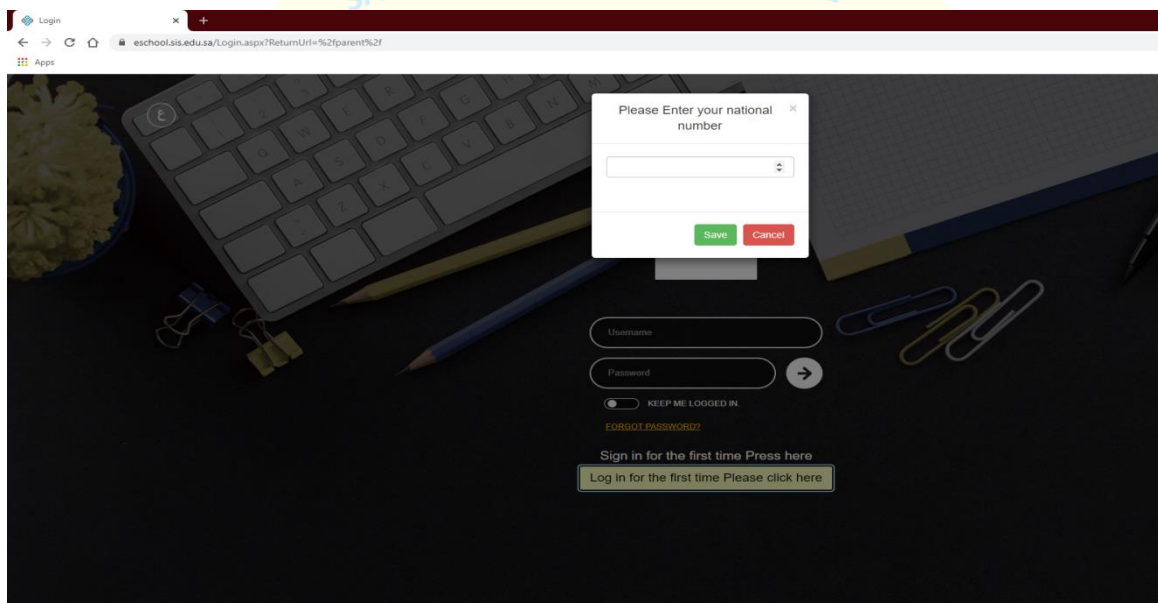 Login
eschool.sis.edu.sa/Login.aspx?ReturnUrl=%2fparent%2f
Apps
ع
Please Enter your national
number
Save Cancel
Username
Password
KEEP ME LOGGED IN.
FORGOT PASSWORD?
Sign in for the first time Press here
Log in for the first time Please click here